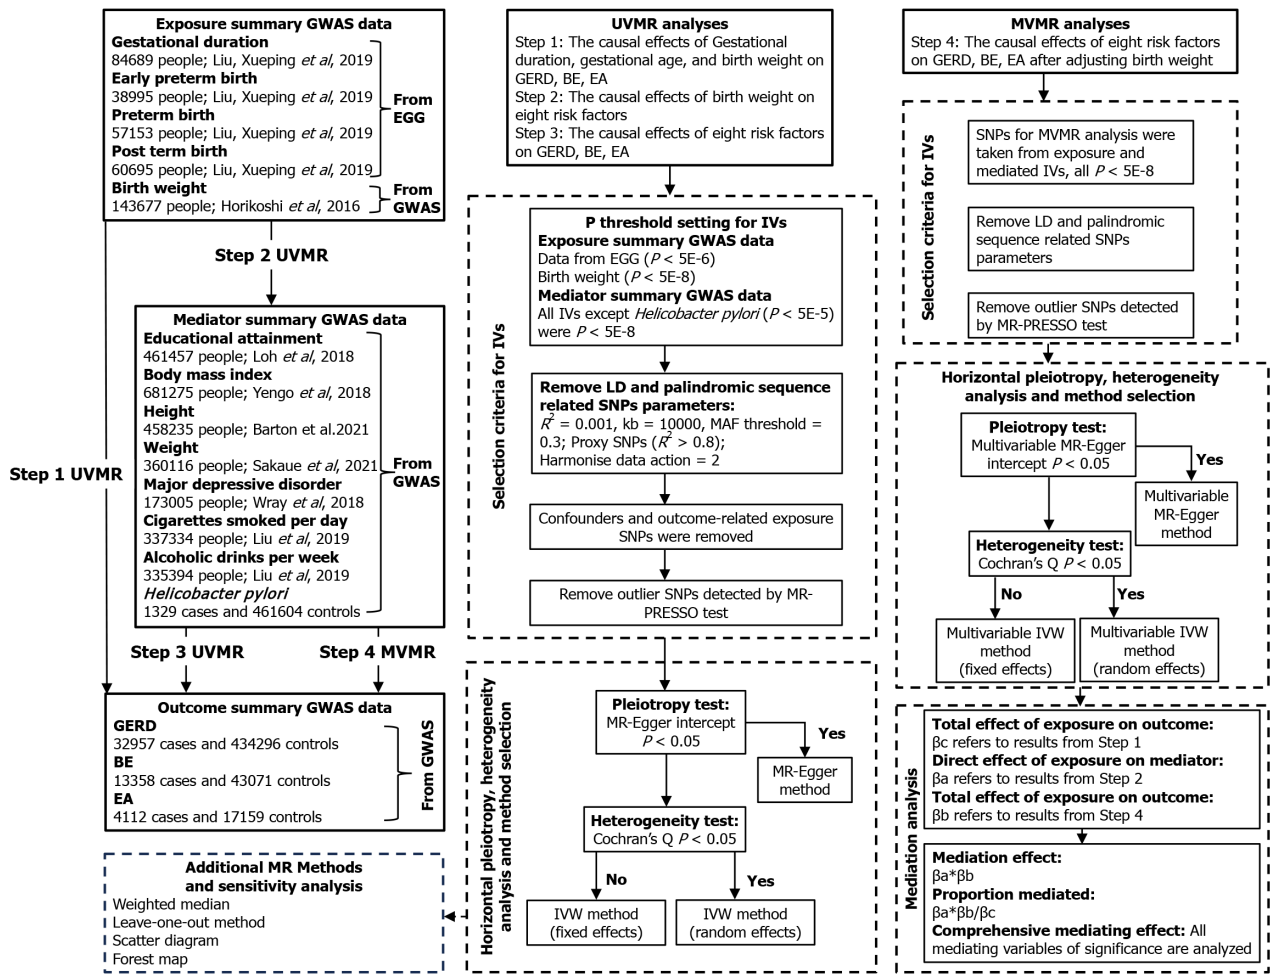 Exposure summary GWAS data
Gestational duration
84689 people; Liu, Xueping et al, 2019
Early preterm birth
38995 people; Liu, Xueping et al, 2019
Preterm birth
57153 people; Liu, Xueping et al, 2019
Post term birth
60695 people; Liu, Xueping et al, 2019
From
EGG
Birth weight
143677 people; Horikoshi et al, 2016
From
GWAS
Step 2 UVMR
Step 1 UVMR
Mediator summary GWAS data
Educational attainment
461457 people; Loh et al, 2018
Body mass index
681275 people; Yengo et al, 2018
Height
458235 people; Barton et al.2021
Weight
360116 people; Sakaue et al, 2021
Major depressive disorder
173005 people; Wray et al, 2018
Cigarettes smoked per day
337334 people; Liu et al, 2019
Alcoholic drinks per week
335394 people; Liu et al, 2019
Helicobacter pylori
1329 cases and 461604 controls
From
GWAS
Step 3 UVMR
Step 4 MVMR
Outcome summary GWAS data
GERD
32957 cases and 434296 controls
BE
13358 cases and 43071 controls
EA
4112 cases and 17159 controls
From GWAS
Additional MR Methods
and sensitivity analysis
Weighted median
Leave-one-out method
Scatter diagram
Forest map
UVMR analyses
Step 1: The causal effects of Gestational
duration, gestational age, and birth weight on
GERD, BE, EA
Step 2: The causal effects of birth weight on
eight risk factors
Step 3: The causal effects of eight risk factors
on GERD, BE, EA
Selection criteria for IVs
P threshold setting for IVs
Exposure summary GWAS data
Data from EGG (P < 5E-6)
Birth weight (P < 5E-8)
Mediator summary GWAS data
All IVs except Helicobacter pylori (P < 5E-5)
were P < 5E-8
Remove LD and palindromic sequence
related SNPs parameters:
R2 = 0.001, kb = 10000, MAF threshold =
0.3; Proxy SNPs (R2 > 0.8);
Harmonise data action = 2
Confounders and outcome-related exposure
SNPs were removed
Remove outlier SNPs detected by MR-
PRESSO test
Horizontal pleiotropy, heterogeneity
analysis and method selection
Pleiotropy test:
MR-Egger intercept
P < 0.05
Yes
MR-Egger
method
Heterogeneity test:
Cochran's Q P < 0.05
No
Yes
IVW method
(fixed effects)
IVW method
(random effects)
MVMR analyses
Step 4: The causal effects of eight risk factors
on GERD, BE, EA after adjusting birth weight
Selection criteria for IVs
SNPs for MVMR analysis were
taken from exposure and
mediated IVs, all P < 5E-8
Remove LD and palindromic
sequence related SNPs
parameters
Remove outlier SNPs detected
by MR-PRESSO test
Horizontal pleiotropy, heterogeneity
analysis and method selection
Pleiotropy test:
Multivariable MR-Egger
intercept P < 0.05
Yes
Multivariable
MR-Egger
method
Heterogeneity test:
Cochran's Q P < 0.05
No
Yes
Multivariable IVW
method
(fixed effects)
Multivariable IVW
method
(random effects)
Mediation analysis
Total effect of exposure on outcome:
βc refers to results from Step 1
Direct effect of exposure on mediator:
βa refers to results from Step 2
Total effect of exposure on outcome:
βb refers to results from Step 4
Mediation effect:
βa*βb
Proportion mediated:
βa*βb/βc
Comprehensive mediating effect: All
mediating variables of significance are analyzed